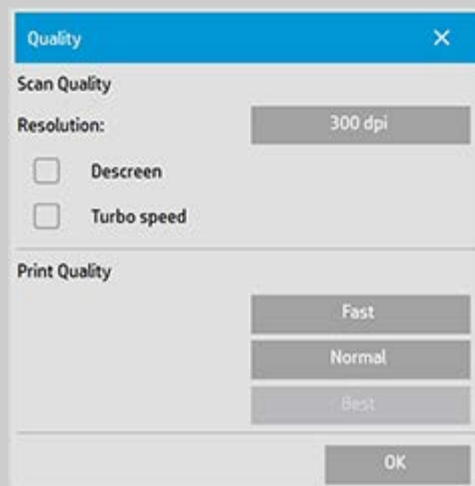 Quality
Scan Quality
Resolution: 300 dpi
Descreen
Turbo speed
Print Quality
Fast
Normal
Best
OK